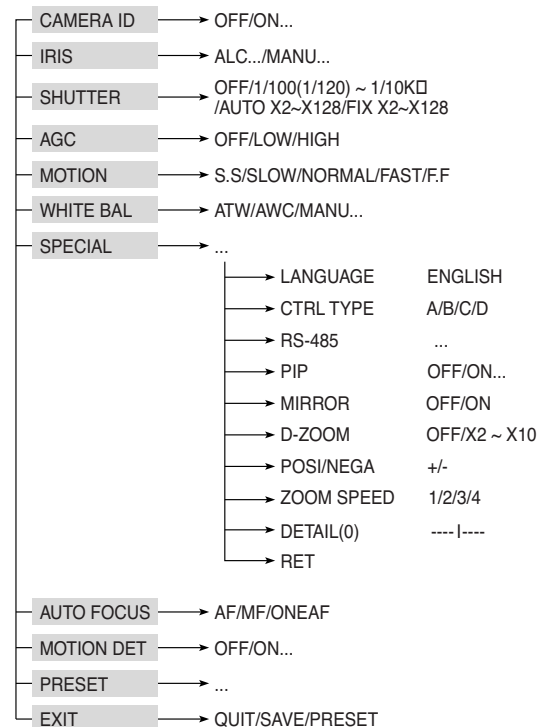 CAMERA ID OFF/ON...
IRIS ALC.../MANU...
SHUTTER OFF/1/100(1/120) ~ 1/10K□
/AUTO X2~X128/FIX X2~X128
AGC OFF/LOW/HIGH
MOTION S.S/SLOW/NORMAL/FAST/F.F
WHITE BAL ATW/AWC/MANU...
SPECIAL ...
LANGUAGE ENGLISH
CTRL TYPE A/B/C/D
RS-485 ...
PIP OFF/ON...
MIRROR OFF/ON
D-ZOOM OFF/X2 ~ X10
POSI/NEGA +/-
ZOOM SPEED 1/2/3/4
DETAIL(0) ----I----
RET
AUTO FOCUS AF/MF/ONEAF
MOTION DET OFF/ON...
PRESET ...
EXIT QUIT/SAVE/PRESET